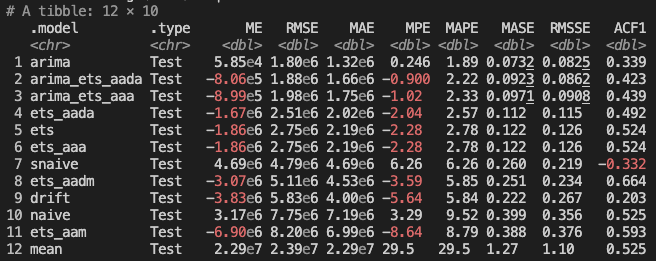 # A tibble: 12 × 10
.model .type ME RMSE MAE MPE MAPE MASE RMSSE ACF1
<chr> <chr> <dbl> <dbl> <dbl> <dbl> <dbl> <dbl> <dbl> <dbl>
1 arima Test 5.85e4 1.80e6 1.32e6 0.246 1.89 0.0732 0.0825 0.339
2 arima_ets_aada Test -8.06e5 1.88e6 1.66e6 -0.900 2.22 0.0923 0.0862 0.423
3 arima_ets_aaa Test -8.99e5 1.98e6 1.75e6 -1.02 2.33 0.0971 0.0908 0.439
4 ets_aada Test -1.67e6 2.51e6 2.02e6 -2.04 2.57 0.112 0.115 0.492
5 ets Test -1.86e6 2.75e6 2.19e6 -2.28 2.78 0.122 0.126 0.524
6 ets_aaa Test -1.86e6 2.75e6 2.19e6 -2.28 2.78 0.122 0.126 0.524
7 snaive Test 4.69e6 4.79e6 4.69e6 6.26 6.26 0.260 0.219 -0.332
8 ets_aadm Test -3.07e6 5.11e6 4.53e6 -3.59 5.85 0.251 0.234 0.664
9 drift Test -3.83e6 5.83e6 4.00e6 -5.64 5.84 0.222 0.267 0.203
10 naive Test 3.17e6 7.75e6 7.19e6 3.29 9.52 0.399 0.356 0.525
11 ets_aam Test -6.90e6 8.20e6 6.99e6 -8.64 8.79 0.388 0.376 0.593
12 mean Test 2.29e7 2.39e7 2.29e7 29.5 29.5 1.27 1.10 0.525